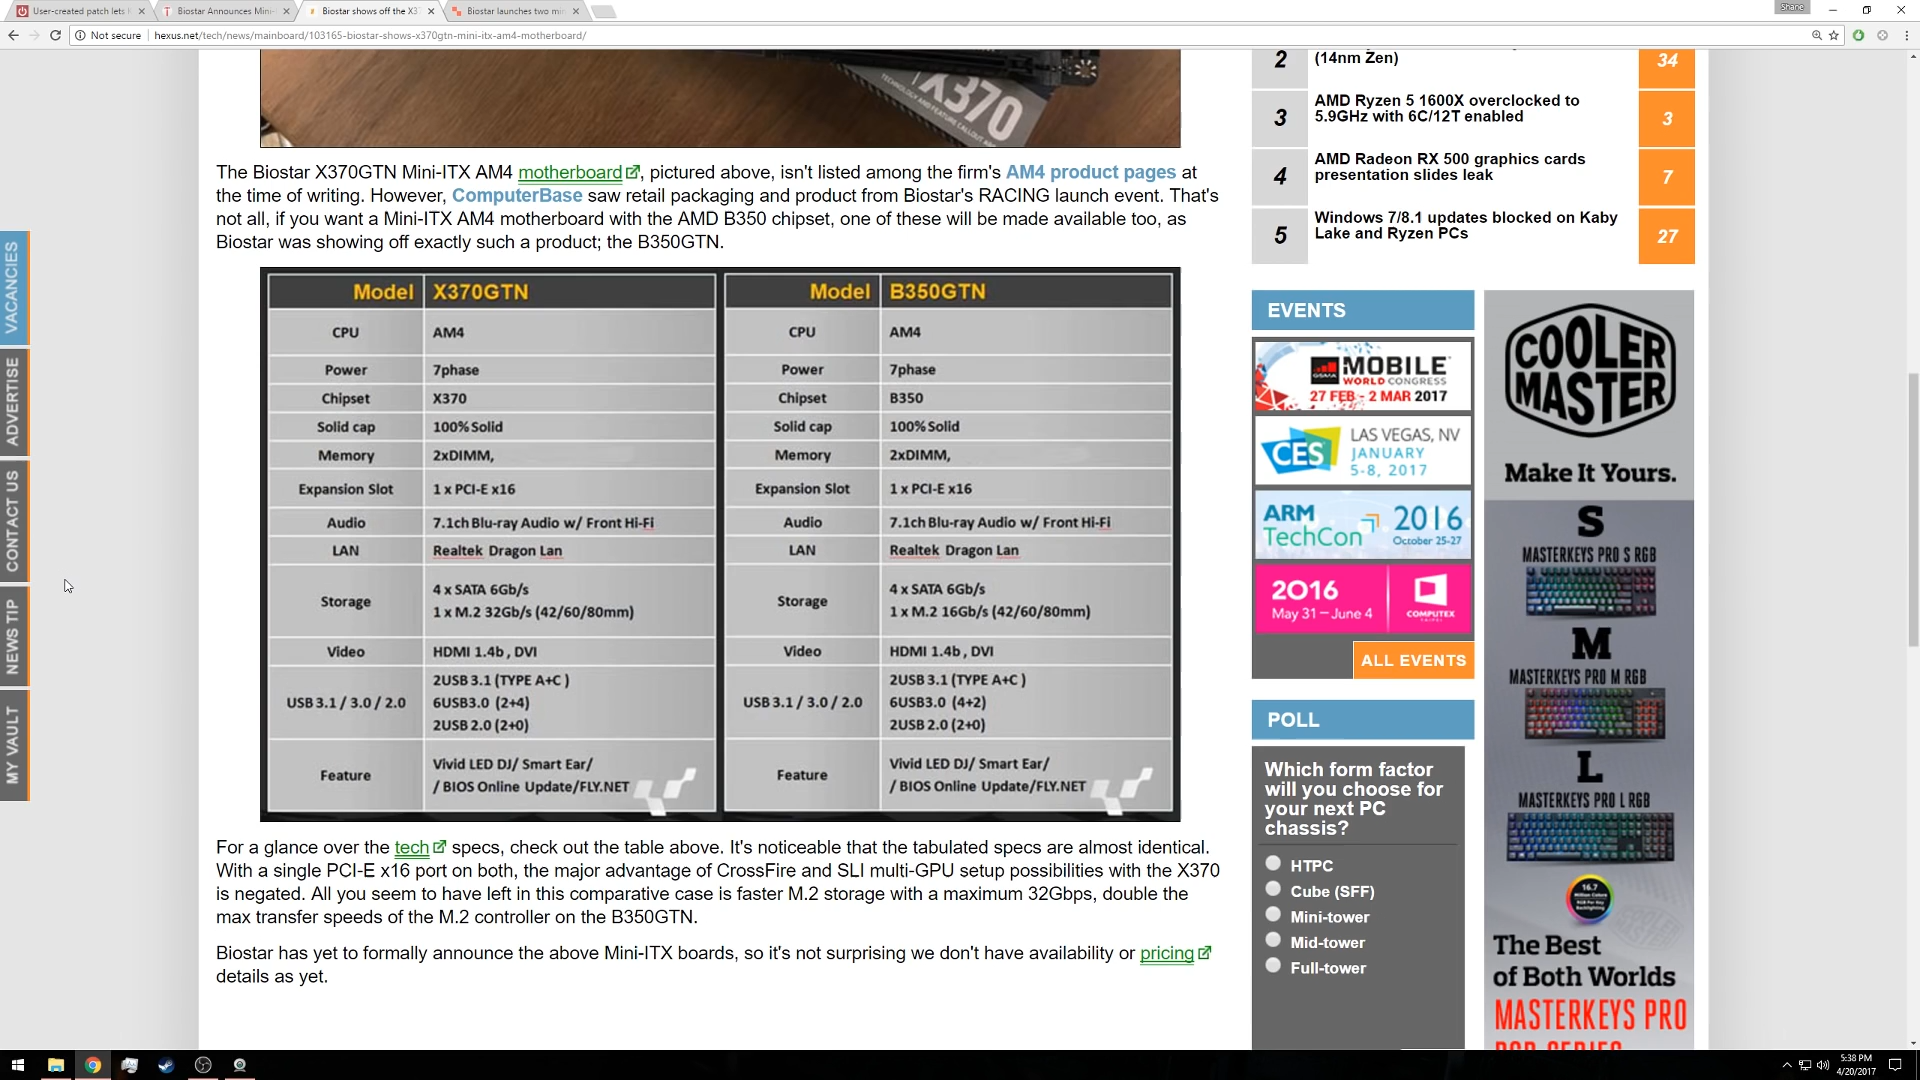 User-created patch lets
Biostar Announces Mini-
Biostar shows off the X3
Biostar launches two mi
Shane
Not secure
hexus.net/tech/news/mainboard/103165-biostar-shows-x370gtn-mini-itx-am4-motherboard/
X370
TECHNOLOGY AND FEATURE CALLOUT
The Biostar X370GTN Mini-ITX AM4 motherboard, pictured above, isn't listed among the firm's AM4 product pages at
the time of writing. However, ComputerBase saw retail packaging and product from Biostar's RACING launch event. That's
not all, if you want a Mini-ITX AM4 motherboard with the AMD B350 chipset, one of these will be made available too, as
Biostar was showing off exactly such a product; the B350GTN.
Model X370GTN
CPU AM4
Power 7phase
Chipset X370
Solid cap 100% Solid
Memory 2xDIMM,
Expansion Slot 1 x PCI-E x16
Audio 7.1ch Blu-ray Audio w/ Front Hi-Fi
LAN Realtek Dragon Lan
Storage
4 x SATA 6Gb/s
1 x M.2 32Gb/s (42/60/80mm)
Video HDMI 1.4b , DVI
USB 3.1 / 3.0 / 2.0
2USB 3.1 (TYPE A+C )
6USB3.0 (2+4)
2USB 2.0 (2+0)
Feature
Vivid LED DJ/ Smart Ear/
/ BIOS Online Update/FLY.NET
Model B350GTN
CPU AM4
Power 7phase
Chipset B350
Solid cap 100% Solid
Memory 2xDIMM,
Expansion Slot 1 x PCI-E x16
Audio 7.1ch Blu-ray Audio w/ Front Hi-Fi
LAN Realtek Dragon Lan
Storage
4 x SATA 6Gb/s
1 x M.2 16Gb/s (42/60/80mm)
Video HDMI 1.4b , DVI
USB 3.1 / 3.0 / 2.0
2USB 3.1 (TYPE A+C )
6USB3.0 (4+2)
2USB 2.0 (2+0)
Feature
Vivid LED DJ/ Smart Ear/
/ BIOS Online Update/FLY.NET
For a glance over the tech specs, check out the table above. It's noticeable that the tabulated specs are almost identical.
With a single PCI-E x16 port on both, the major advantage of CrossFire and SLI multi-GPU setup possibilities with the X370
is negated. All you seem to have left in this comparative case is faster M.2 storage with a maximum 32Gbps, double the
max transfer speeds of the M.2 controller on the B350GTN.
Biostar has yet to formally announce the above Mini-ITX boards, so it's not surprising we don't have availability or pricing
details as yet.
VACANCIES
ADVERTISE
CONTACT US
NEWS TIP
MY VAULT
2
(14nm Zen)
34
3
AMD Ryzen 5 1600X overclocked to
5.9GHz with 6C/12T enabled
3
4
AMD Radeon RX 500 graphics cards
presentation slides leak
7
5
Windows 7/8.1 updates blocked on Kaby
Lake and Ryzen PCs
27
EVENTS
GSMA
MOBILE
WORLD CONGRESS
27 FEB - 2 MAR 2017
CES
LAS VEGAS, NV
JANUARY
5-8, 2017
ARM
TechCon
2016
October 25-27
2016
May 31 – June 4
COMPUTEX
TAIPEI
ALL EVENTS
POLL
Which form factor
will you choose for
your next PC
chassis?
HTPC
Cube (SFF)
Mini-tower
Mid-tower
Full-tower
COOLER
MASTER
Make It Yours.
S
MASTERKEYS PRO S RGB
M
MASTERKEYS PRO M RGB
L
MASTERKEYS PRO L RGB
16.7
The Best
of Both Worlds
MASTERKEYS PRO
RGB SERIES
5:38 PM
4/20/2017